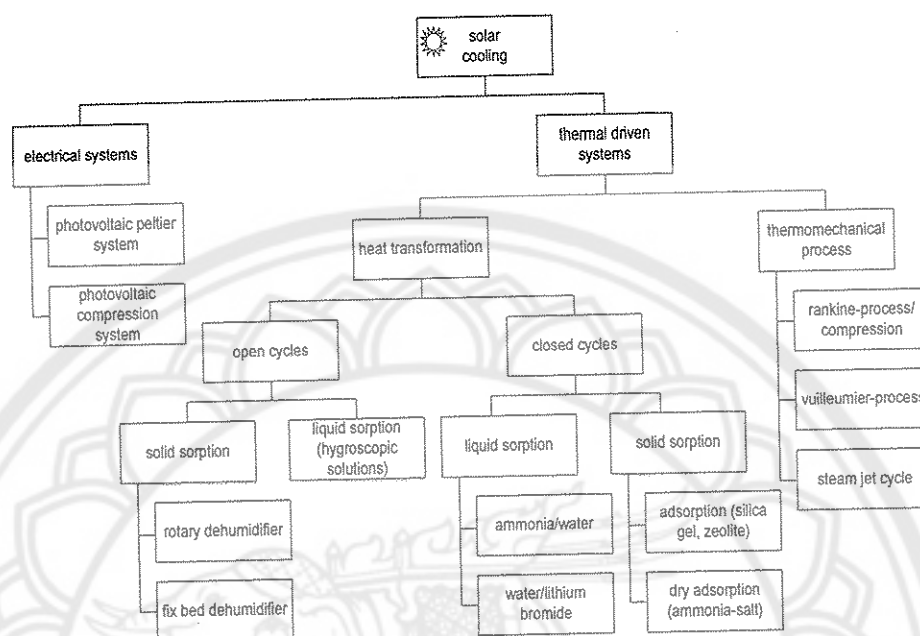 solar
cooling
electrical systems
thermal driven
systems
photovoltaic peltier
system
photovoltaic
compression
system
heat transformation
thermomechanical
process
open cycles
closed cycles
rankine-process/
compression
vuilleumier-process
steam jet cycle
solid sorption
liquid sorption
(hygroscopic
solutions)
liquid sorption
solid sorption
rotary dehumidifier
fix bed dehumidifier
ammonia/water
water/lithium
bromide
adsorption (silica
gel, zeolite)
dry adsorption
(ammonia-salt)